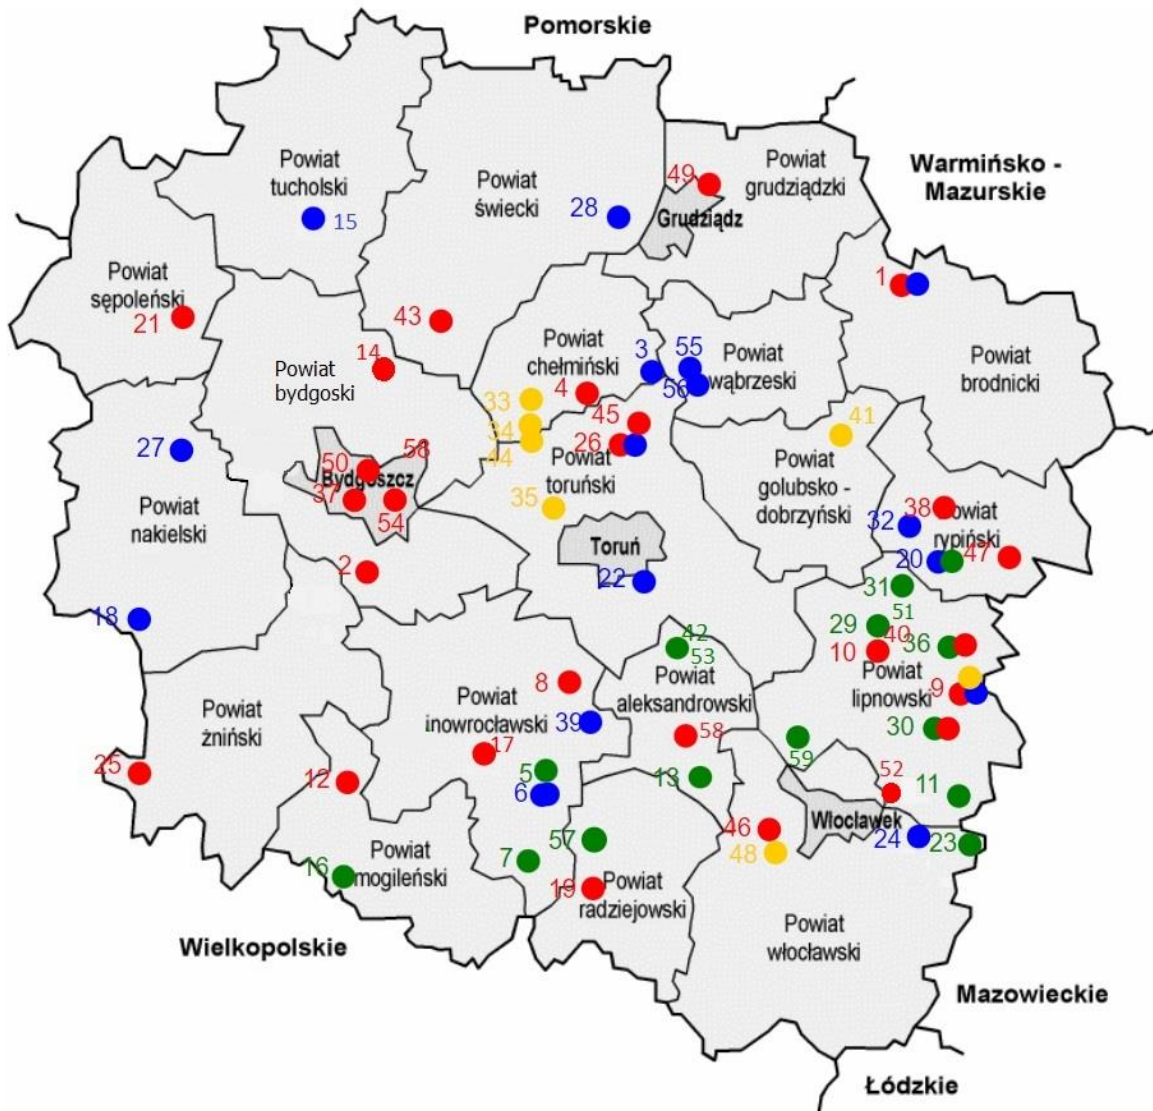 Pomorskie
Powiat
tucholski
15
Powiat
świecki
28
49
Powiat
grudziądzki
Grudziądz
Warmińsko -
Mazurskie
Powiat
sępoleński
21
1
43
14
Powiat
bydgoski
Powiat
chełmiński
3
4
55
56
Powiat
wąbrzeski
Powiat
brodnicki
33
34
44
45
26
41
27
Powiat
nakielski
50
58
Bydgoszcz
37
54
Powiat
toruński
35
Powiat
golubsko -
dobrzyński
38
32
Powiat
rypiński
20
47
Toruń
22
2
18
31
51
29
40
10
36
42
53
Powiat
aleksandrowski
Powiat
lipnowski
9
8
Powiat
inowrocławski
39
Powiat
żniński
17
58
30
59
25
12
5
6
13
52
11
46
48
Włocławek
24
23
57
7
Powiat
mogileński
16
19
Powiat
radziejowski
Powiat
włocławski
Wielkopolskie
Mazowieckie
Łódzkie